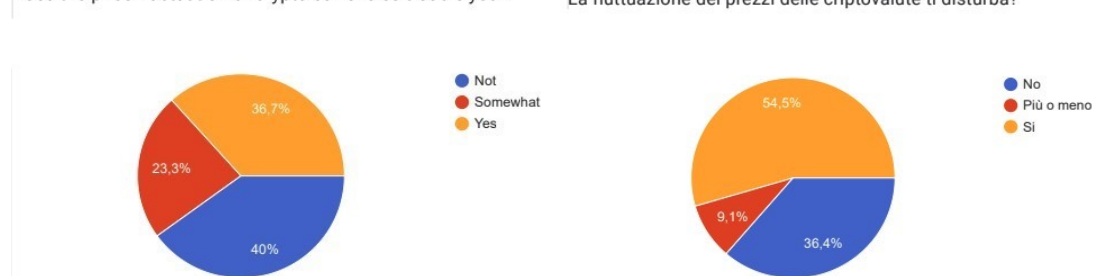 La fluttuazione dei prezzi delle criptovalute ti disturba?
Not
Somewhat
Yes
36,7%
23,3%
40%
No
Più o meno
Si
54,5%
9,1%
36,4%